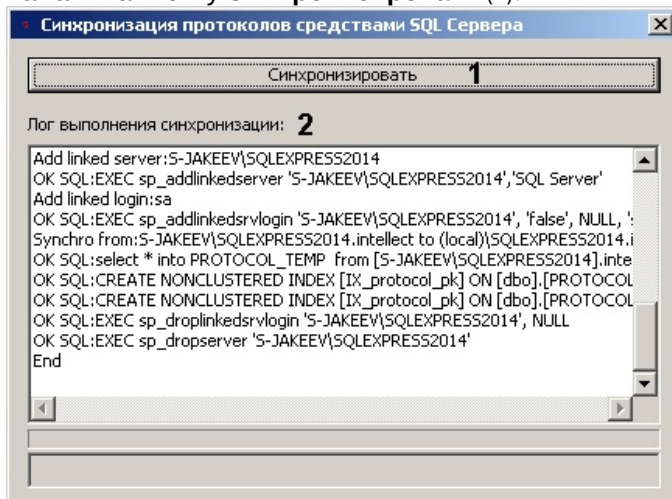 Синхронизация протоколов средствами SQL Сервера
Синхронизировать 1
Лог выполнения синхронизации: 2
Add linked server:S-JAKEEV\SQLEXPRESS2014
OK SQL:EXEC sp_addlinkedserver 'S-JAKEEV\SQLEXPRESS2014','SQL Server'
Add linked login:sa
OK SQL:EXEC sp_addlinkedsrvlogin 'S-JAKEEV\SQLEXPRESS2014', 'false', NULL, '
Synchro from:S-JAKEEV\SQLEXPRESS2014.intellect to (local)\SQLEXPRESS2014.i
OK SQL:select * into PROTOCOL_TEMP from [S-JAKEEV\SQLEXPRESS2014].inte
OK SQL:CREATE NONCLUSTERED INDEX [IX_protocol_pk] ON [dbo].[PROTOCOL
OK SQL:CREATE NONCLUSTERED INDEX [IX_protocol_pk] ON [dbo].[PROTOCOL
OK SQL:EXEC sp_droplinkedsrvlogin 'S-JAKEEV\SQLEXPRESS2014', NULL
OK SQL:EXEC sp_dropserver 'S-JAKEEV\SQLEXPRESS2014'
End